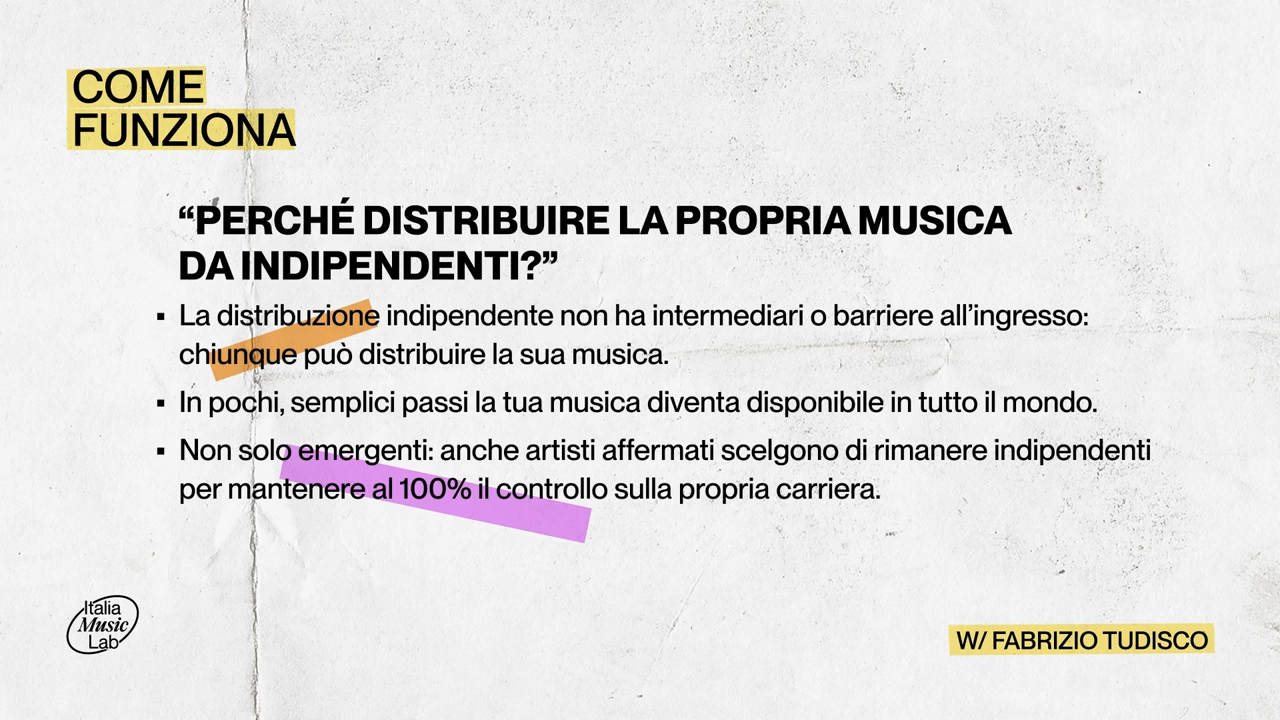 COME
FUNZIONA
“PERCHÉ DISTRIBUIRE LA PROPRIA MUSICA
DA INDIPENDENTI?”
▪ La distribuzione indipendente non ha intermediari o barriere all’ingresso:
chiunque può distribuire la sua musica.
▪ In pochi, semplici passi la tua musica diventa disponibile in tutto il mondo.
▪ Non solo emergenti: anche artisti affermati scelgono di rimanere indipendenti
per mantenere al 100% il controllo sulla propria carriera.
Italia
Music
Lab
W/ FABRIZIO TUDISCO